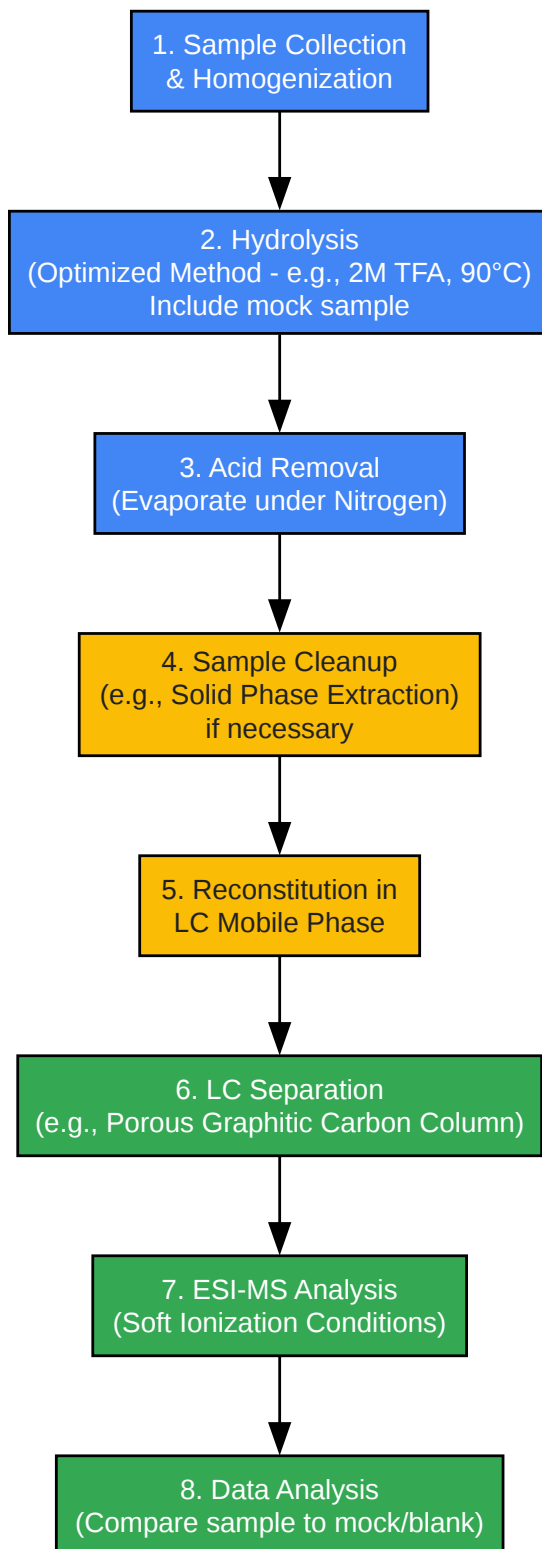 1. Sample Collection
& Homogenization
2. Hydrolysis
(Optimized Method - e.g., 2M TFA, 90°C)
Include mock sample
3. Acid Removal
(Evaporate under Nitrogen)
4. Sample Cleanup
(e.g., Solid Phase Extraction)
if necessary
5. Reconstitution in
LC Mobile Phase
6. LC Separation
(e.g., Porous Graphitic Carbon Column)
7. ESI-MS Analysis
(Soft Ionization Conditions)
8. Data Analysis
(Compare sample to mock/blank)